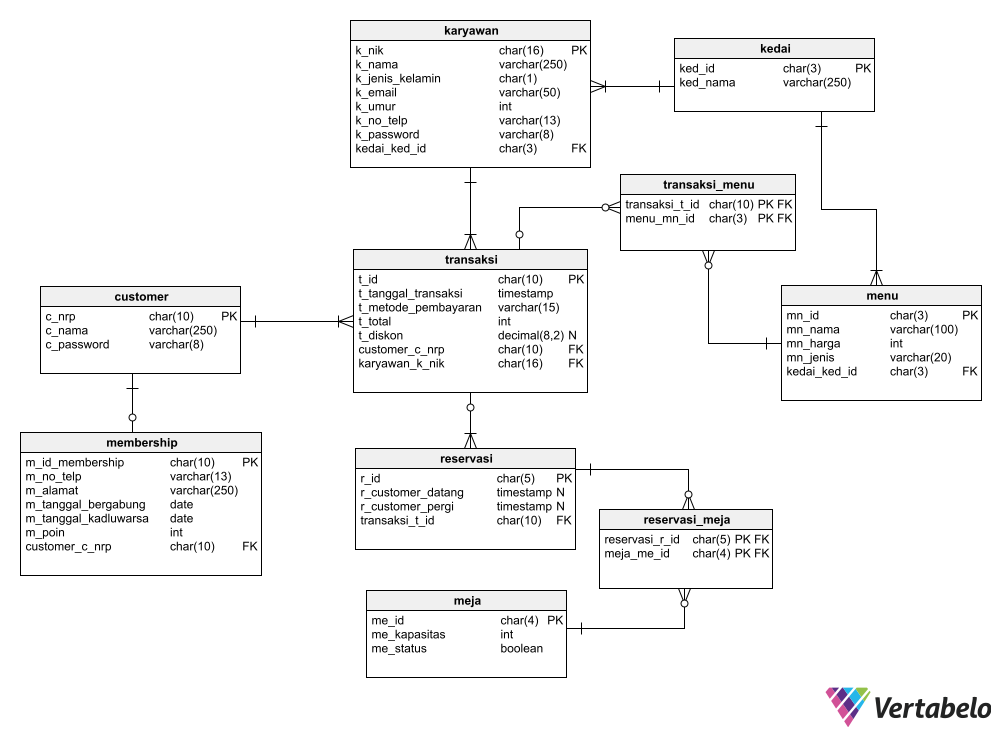 karyawan
k_nik char(16) PK
k_nama varchar(250)
k_jenis_kelamin char(1)
k_email varchar(50)
k_umur int
k_no_telp varchar(13)
k_password varchar(8)
kedai_ked_id char(3) FK
kedai
ked_id char(3) PK
ked_nama varchar(250)
transaksi_menu
transaksi_t_id char(10) PK FK
menu_mn_id char(3) PK FK
transaksi
t_id char(10) PK
t_tanggal_transaksi timestamp
t_metode_pembayaran varchar(15)
t_total int
t_diskon decimal(8,2) N
customer_c_nrp char(10) FK
karyawan_k_nik char(16) FK
customer
c_nrp char(10) PK
c_nama varchar(250)
c_password varchar(8)
menu
mn_id char(3) PK
mn_nama varchar(100)
mn_harga int
mn_jenis varchar(20)
kedai_ked_id char(3) FK
membership
m_id_membership char(10) PK
m_no_telp varchar(13)
m_alamat varchar(250)
m_tanggal_bergabung date
m_tanggal_kadluwarsa date
m_poin int
customer_c_nrp char(10) FK
reservasi
r_id char(5) PK
r_customer_datang timestamp N
r_customer_pergi timestamp N
transaksi_t_id char(10) FK
reservasi_meja
reservasi_r_id char(5) PK FK
meja_me_id char(4) PK FK
meja
me_id char(4) PK
me_kapasitas int
me_status boolean
Vertabelo